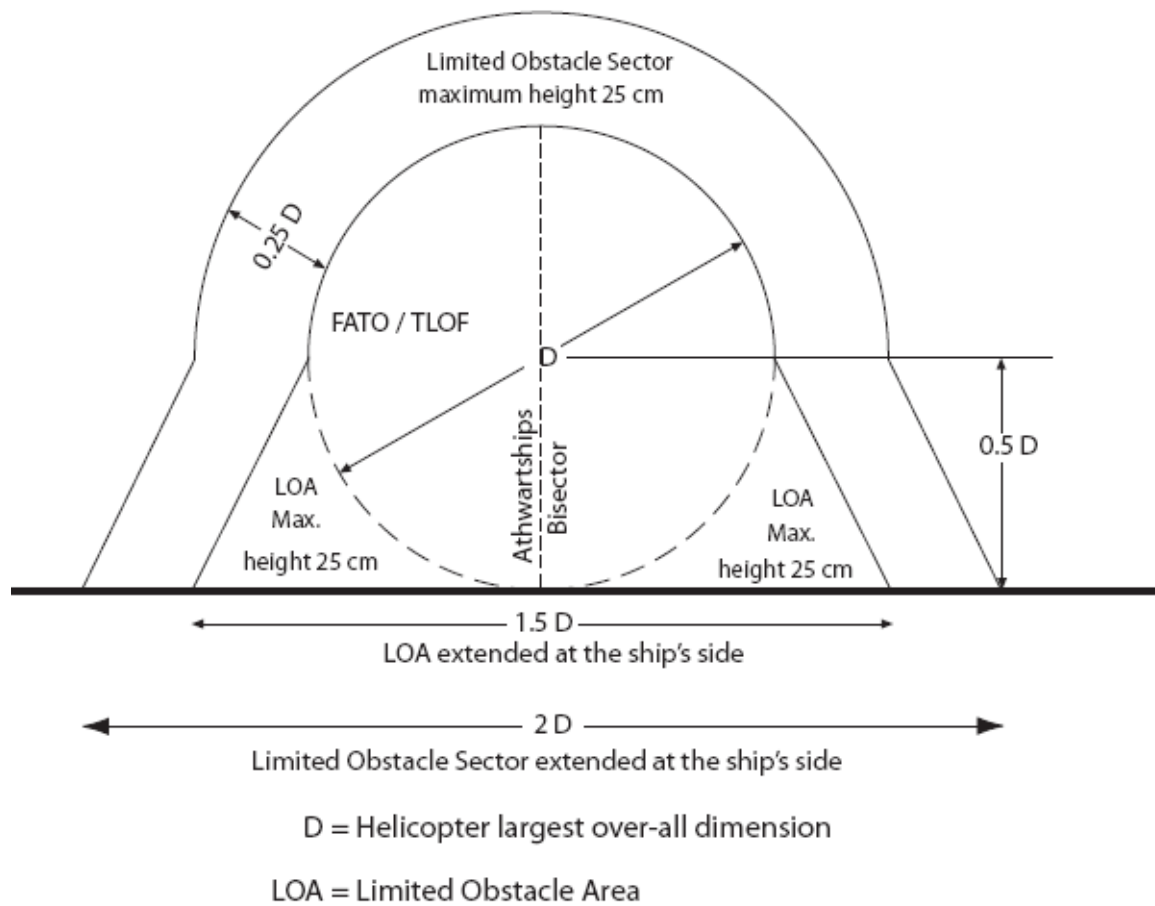 Limited Obstacle Sector
maximum height 25 cm
0.25 D
FATO / TLOF
D
Athwartships
Bisector
0.5 D
LOA
Max.
height 25 cm
LOA
Max.
height 25 cm
1.5 D
LOA extended at the ship's side
2 D
Limited Obstacle Sector extended at the ship's side
D = Helicopter largest over-all dimension
LOA = Limited Obstacle Area